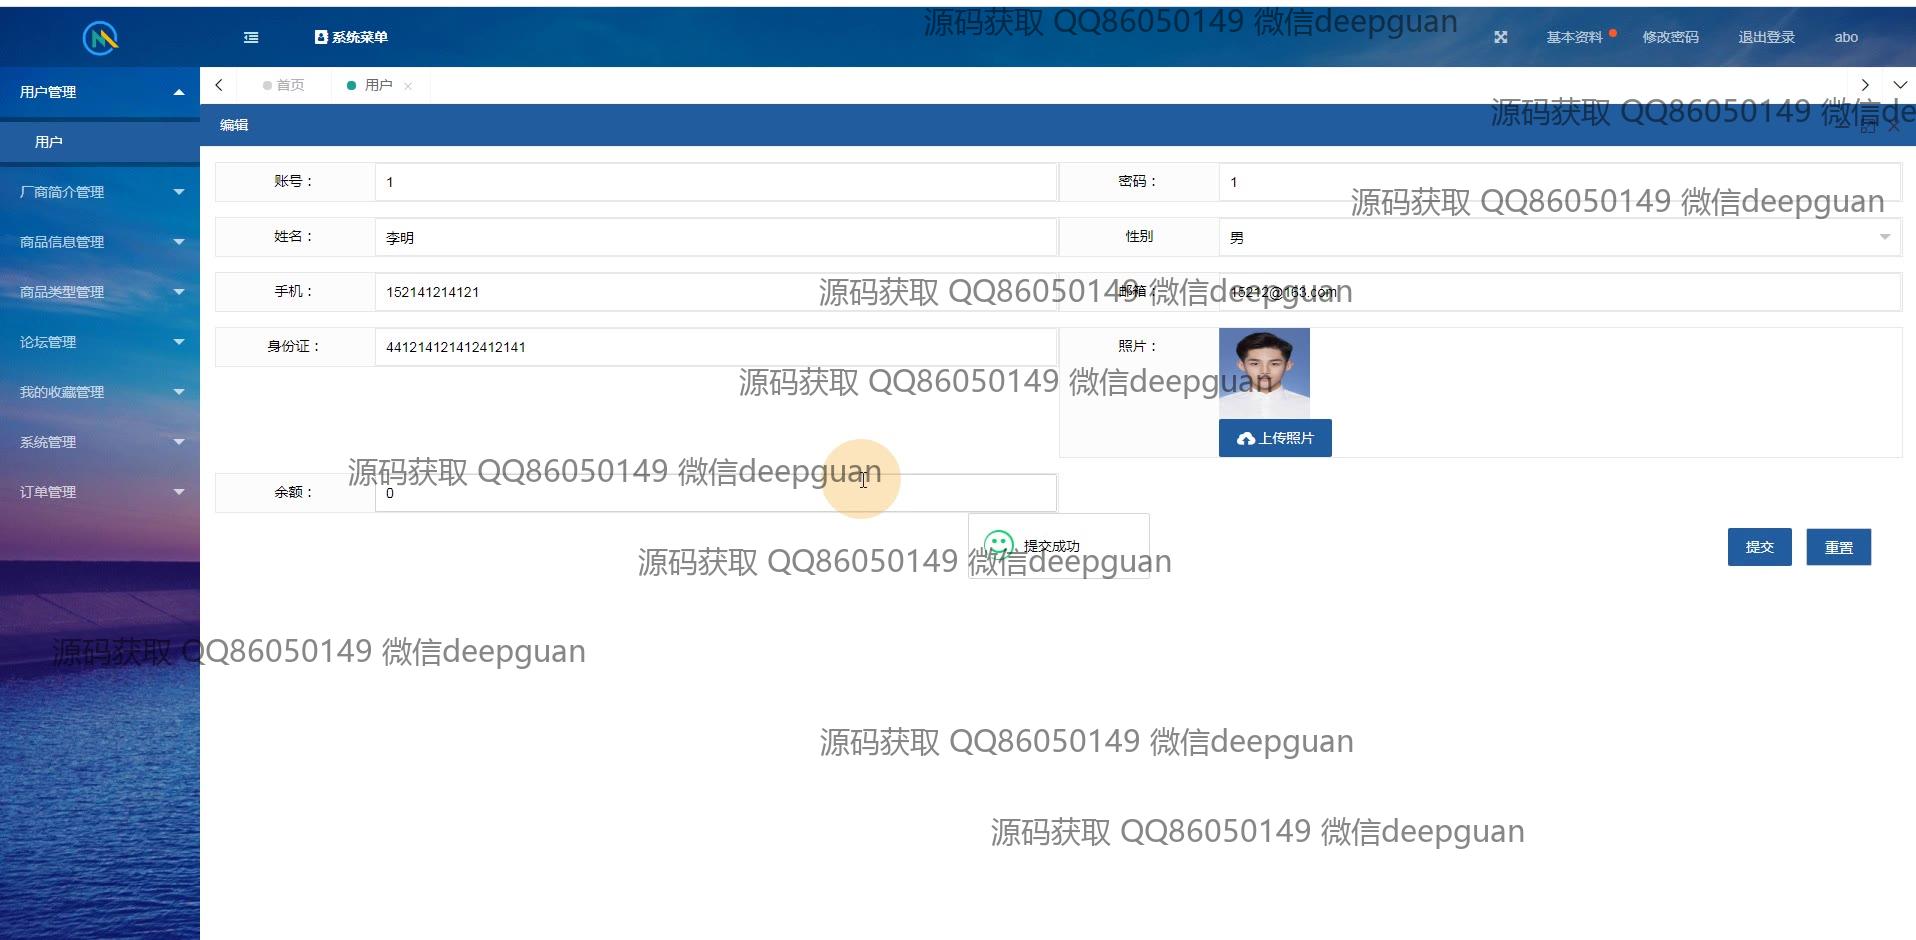 源码获取 QQ86050149 微信deepguan
系统菜单
基本资料
修改密码
退出登录
abo
用户管理
首页
用户
源码获取 QQ86050149 微信de
编辑
用户
账号：
1
密码：
1
厂商简介管理
源码获取 QQ86050149 微信deepguan
姓名：
李明
性别
男
商品信息管理
手机：
152141214121
邮箱：
15212@163.com
源码获取 QQ86050149 微信deepguan
商品类型管理
身份证：
441214121412412141
照片：
论坛管理
源码获取 QQ86050149 微信deepguan
我的收藏管理
上传照片
系统管理
源码获取 QQ86050149 微信deepguan
余额：
0
订单管理
提交成功
提交
重置
源码获取 QQ86050149 微信deepguan
源码获取 QQ86050149 微信deepguan
源码获取 QQ86050149 微信deepguan
源码获取 QQ86050149 微信deepguan